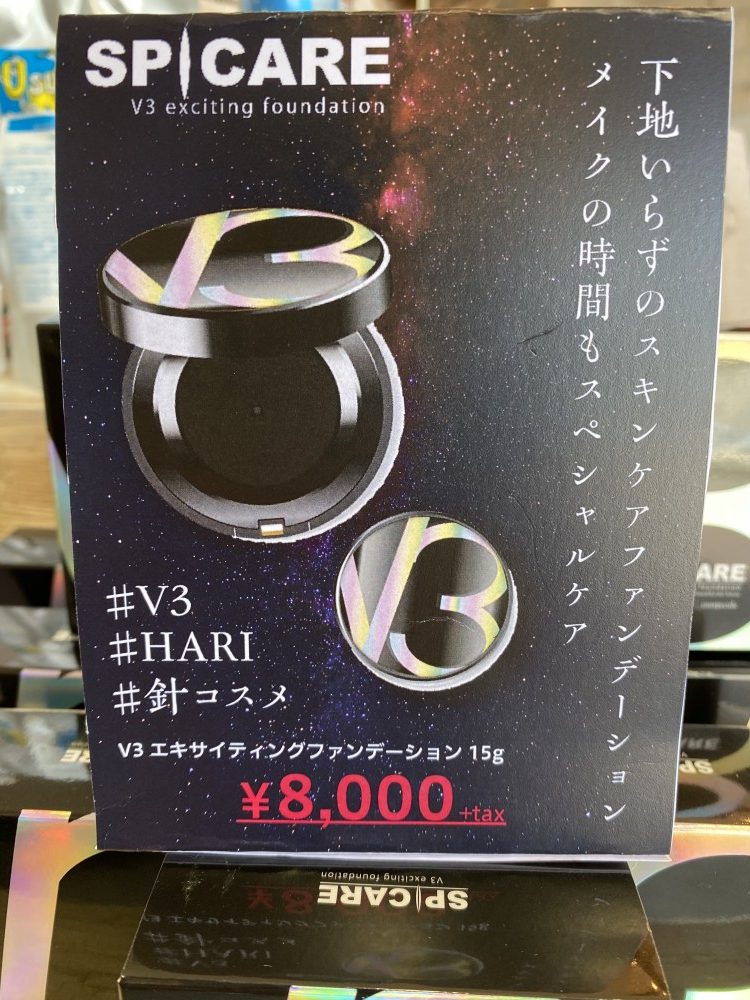 SPICARE
V3 exciting foundation
下地いらずのスキンケアファンデーション
メイクの時間もスペシャルケア
V3
V3
#V3
#HARI
#針コスメ
V3 エキサイティングファンデーション 15g
¥8,000+tax
ARE
SPICARE
V3 exciting foundation